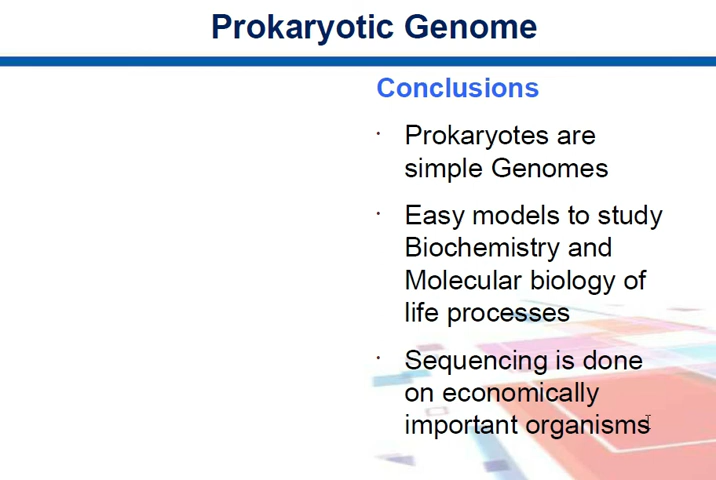 Prokaryotic Genome
Conclusions
· Prokaryotes are
simple Genomes
· Easy models to study
Biochemistry and
Molecular biology of
life processes
· Sequencing is done
on economically
important organisms